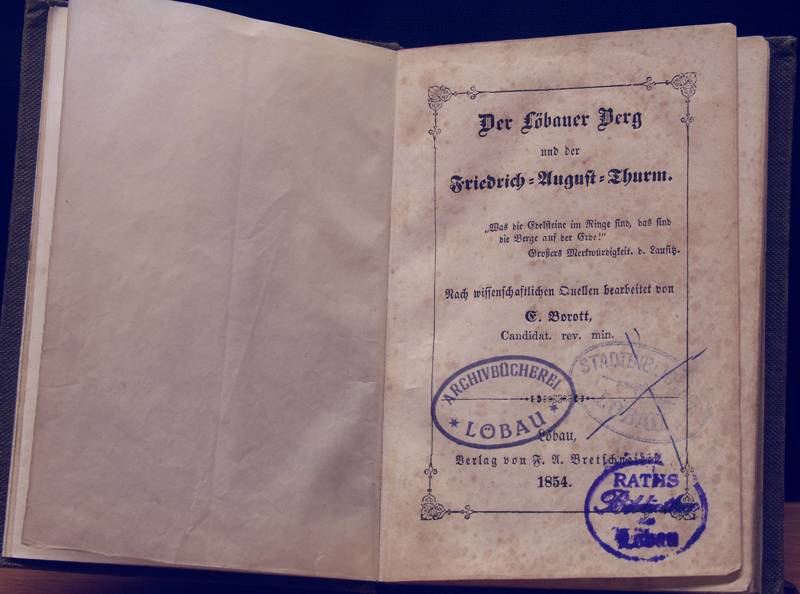 Der Löbauer Berg
und der
Friedrich-August-Thurm.
„Was die Edelsteine im Ringe sind, das sind
die Berge auf der Erde!"
Großers Merkwürdigkeit. d. Lausitz.
Nach wissenschaftlichen Quellen bearbeitet von
E. Borott,
Candidat. rev. min.
ARCHIVBÜCHEREI
* LÖBAU *
LÖBAU
Löbau,
Verlag von F. A. Bretschneider.
1854.
RATHS
Bibliothek
zu
Löbau